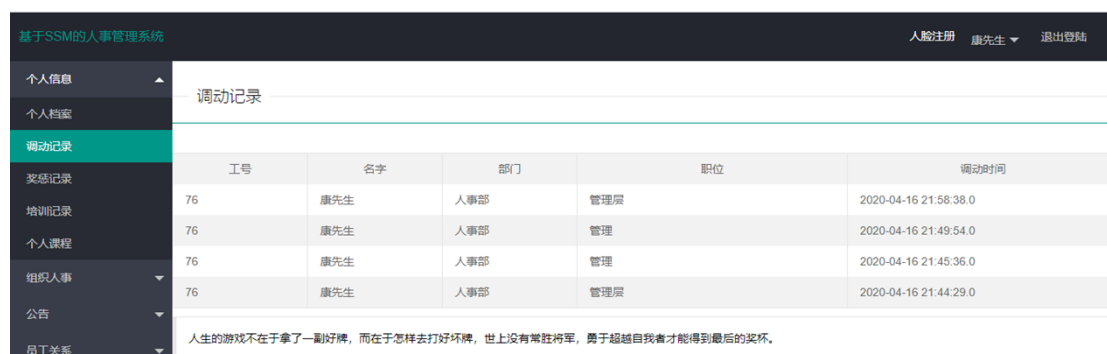 基于SSM的人事管理系统
人脸注册 康先生 退出登陆
个人信息
个人档案
调动记录
奖惩记录
培训记录
个人课程
组织人事
公告
员工关系
调动记录
工号 名字 部门 职位 调动时间
76 康先生 人事部 管理层 2020-04-16 21:58:38.0
76 康先生 人事部 管理 2020-04-16 21:49:54.0
76 康先生 人事部 管理 2020-04-16 21:45:36.0
76 康先生 人事部 管理层 2020-04-16 21:44:29.0
人生的游戏不在于拿了一副好牌，而在于怎样去打好坏牌，世上没有常胜将军，勇于超越自我者才能得到最后的奖杯。